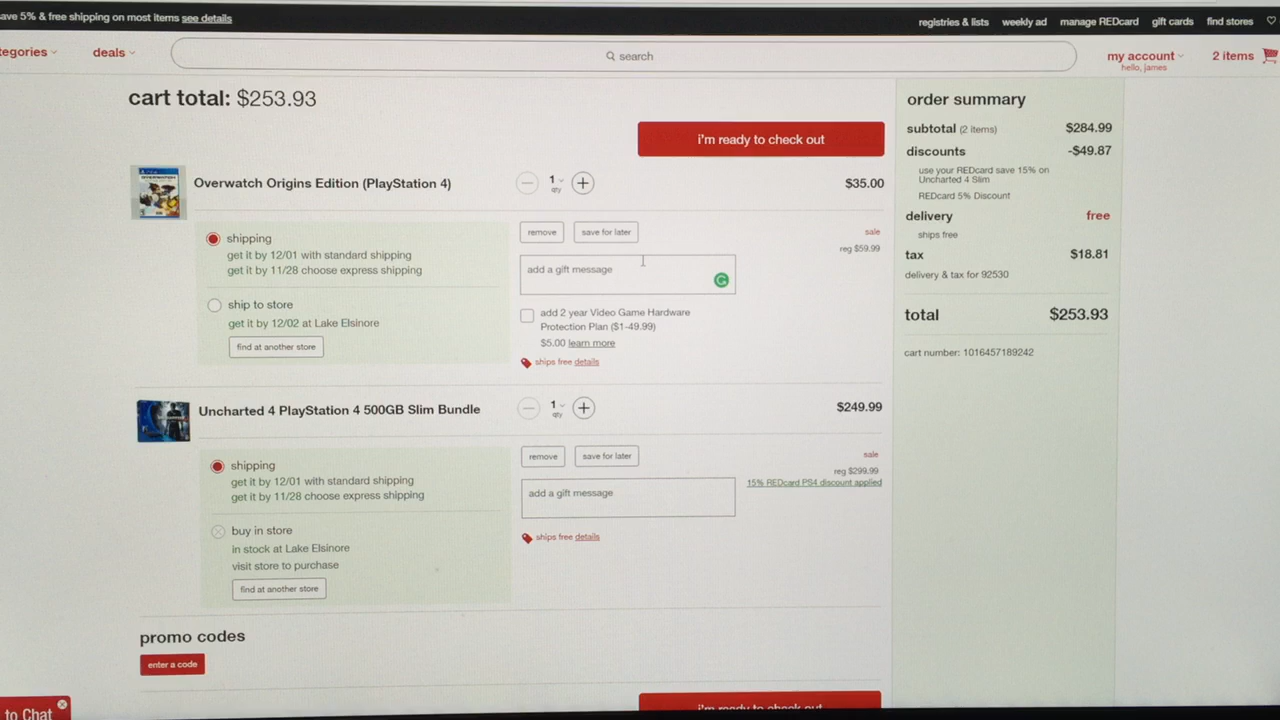 ave 5% & free shipping on most items see details
registries & lists weekly ad manage REDcard gift cards find stores
tegories deals search my account 2 items
hello, james
cart total: $253.93
i'm ready to check out
Overwatch Origins Edition (PlayStation 4)
1
qty
$35.00
shipping
get it by 12/01 with standard shipping
get it by 11/28 choose express shipping
ship to store
get it by 12/02 at Lake Elsinore
find at another store
remove save for later
add a gift message
add 2 year Video Game Hardware
Protection Plan ($1-49.99)
$5.00 learn more
ships free details
sale
reg $59.99
Uncharted 4 PlayStation 4 500GB Slim Bundle
1
qty
$249.99
shipping
get it by 12/01 with standard shipping
get it by 11/28 choose express shipping
buy in store
in stock at Lake Elsinore
visit store to purchase
find at another store
remove save for later
add a gift message
ships free details
sale
reg $299.99
15% REDcard PS4 discount applied
promo codes
enter a code
i'm ready to check out
to Chat
order summary
subtotal (2 items) $284.99
discounts -$49.87
use your REDcard save 15% on
Uncharted 4 Slim
REDcard 5% Discount
delivery free
ships free
tax $18.81
delivery & tax for 92530
total $253.93
cart number: 1016457189242